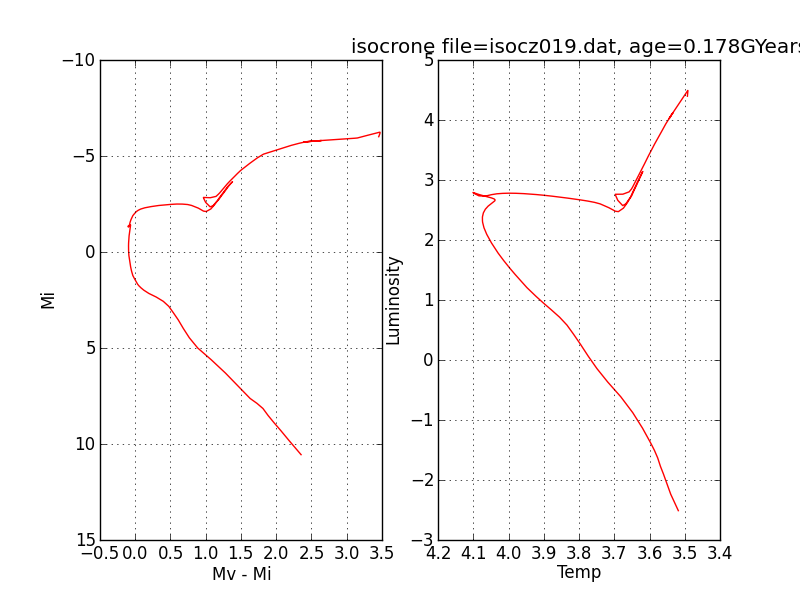 isocrone file=isocz019.dat, age=0.178GYears
−10
−5
0
5
10
15
Mi
−0.5 0.0 0.5 1.0 1.5 2.0 2.5 3.0 3.5
Mv - Mi
5
4
3
2
1
0
−1
−2
−3
Luminosity
4.2 4.1 4.0 3.9 3.8 3.7 3.6 3.5 3.4
Temp